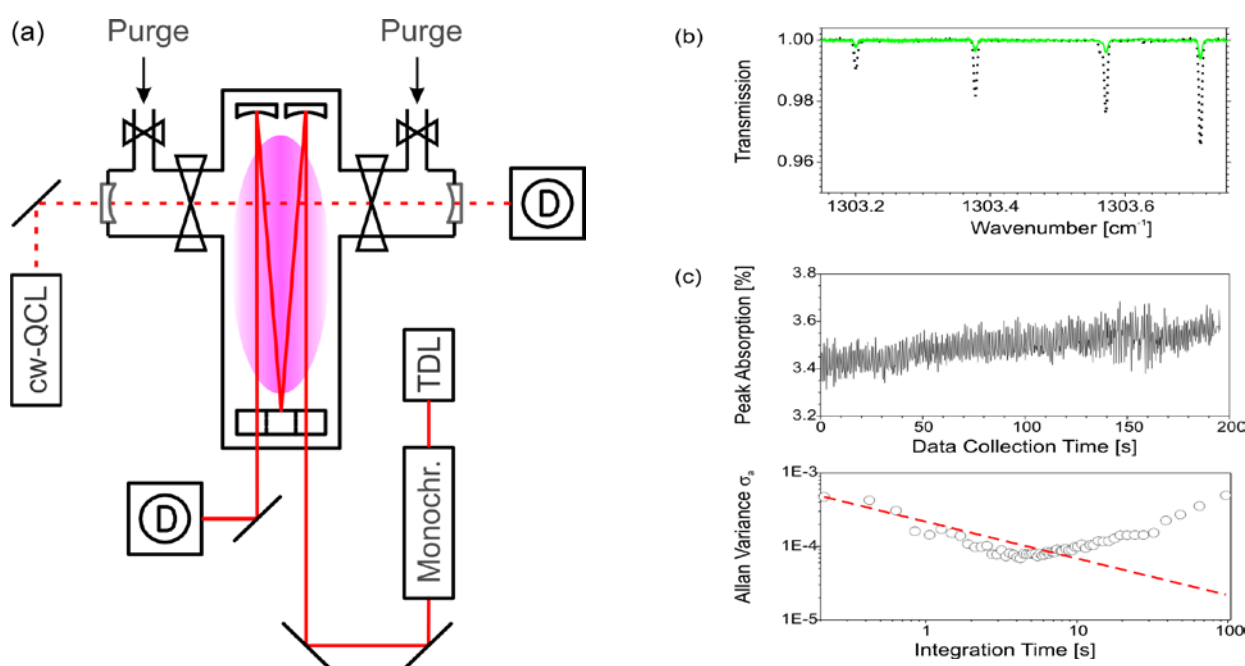 (a)
Purge
Purge
D
cw-QCL
TDL
Monochr.
D
(b)
1.00
0.98
0.96
Transmission
1303.2
1303.4
1303.6
Wavenumber [cm⁻¹]
(c)
3.8
3.6
3.4
3.2
Peak Absorption [%]
0
50
100
150
200
Data Collection Time [s]
1E-3
1E-4
1E-5
Allan Variance σa
1
10
100
Integration Time [s]